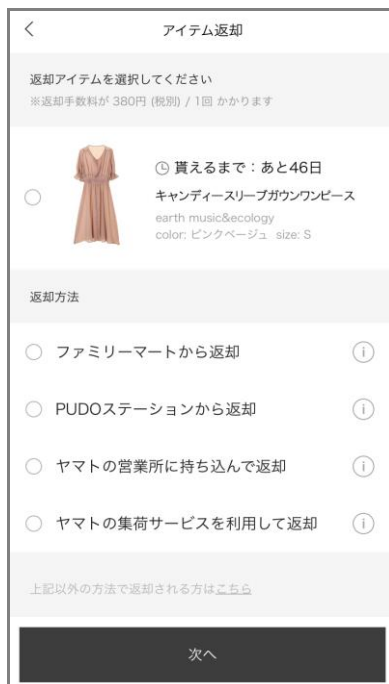 アイテム返却
返却アイテムを選択してください
※返却手数料が 380円 (税別) / 1回 かかります
貰えるまで：あと46日
キャンディースリーブガウンワンピース
earth music&ecology
color: ピンクベージュ size: S
返却方法
ファミリーマートから返却
PUDOステーションから返却
ヤマトの営業所に持ち込んで返却
ヤマトの集荷サービスを利用して返却
上記以外の方法で返却される方はこちら
次へ